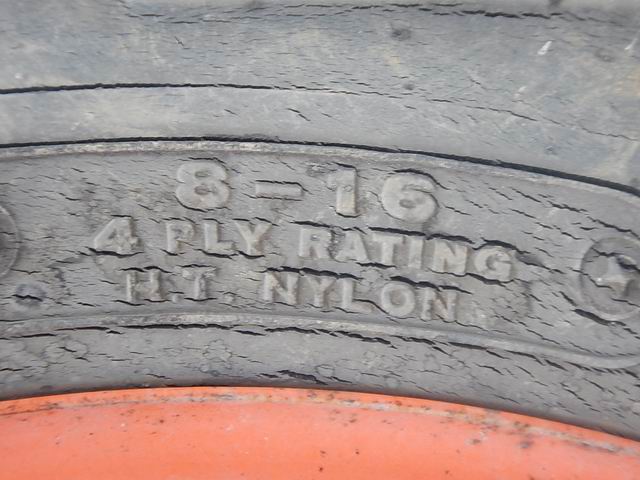 8-16
4 PLY RATING
H.T. NYLON